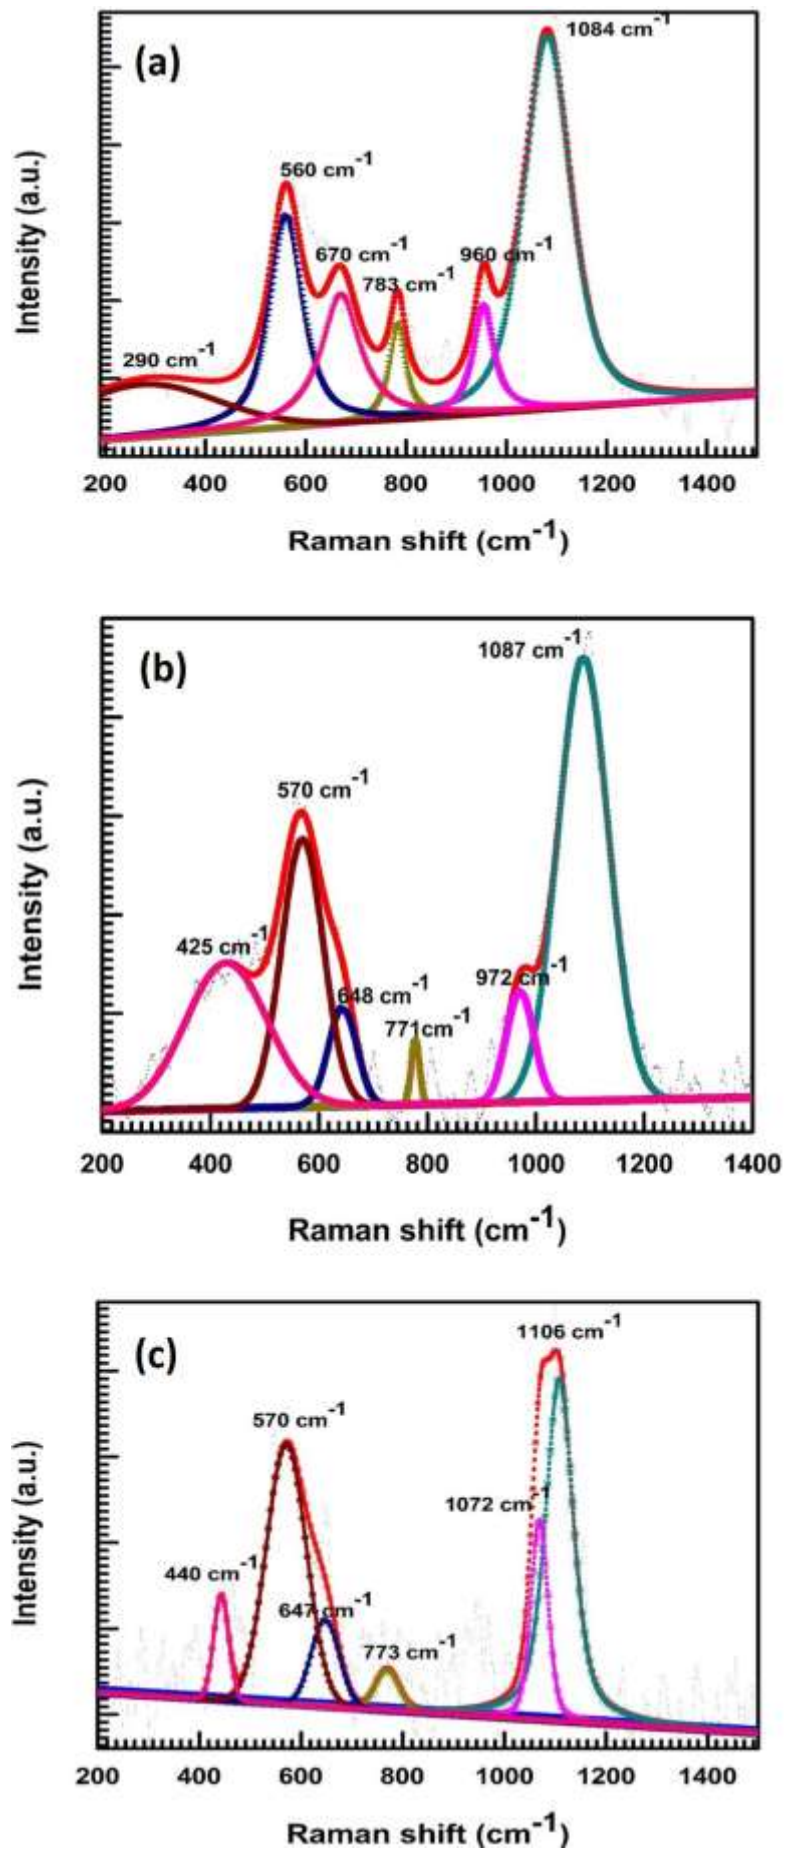 (a)
1084 cm⁻¹
560 cm⁻¹
670 cm⁻¹
960 cm⁻¹
783 cm⁻¹
290 cm⁻¹
Intensity (a.u.)
200 400 600 800 1000 1200 1400
Raman shift (cm⁻¹)
(b)
1087 cm⁻¹
570 cm⁻¹
425 cm⁻¹
648 cm⁻¹
972 cm⁻¹
771cm⁻¹
Intensity (a.u.)
200 400 600 800 1000 1200 1400
Raman shift (cm⁻¹)
(c)
1106 cm⁻¹
570 cm⁻¹
1072 cm⁻¹
440 cm⁻¹
647 cm⁻¹
773 cm⁻¹
Intensity (a.u.)
200 400 600 800 1000 1200 1400
Raman shift (cm⁻¹)